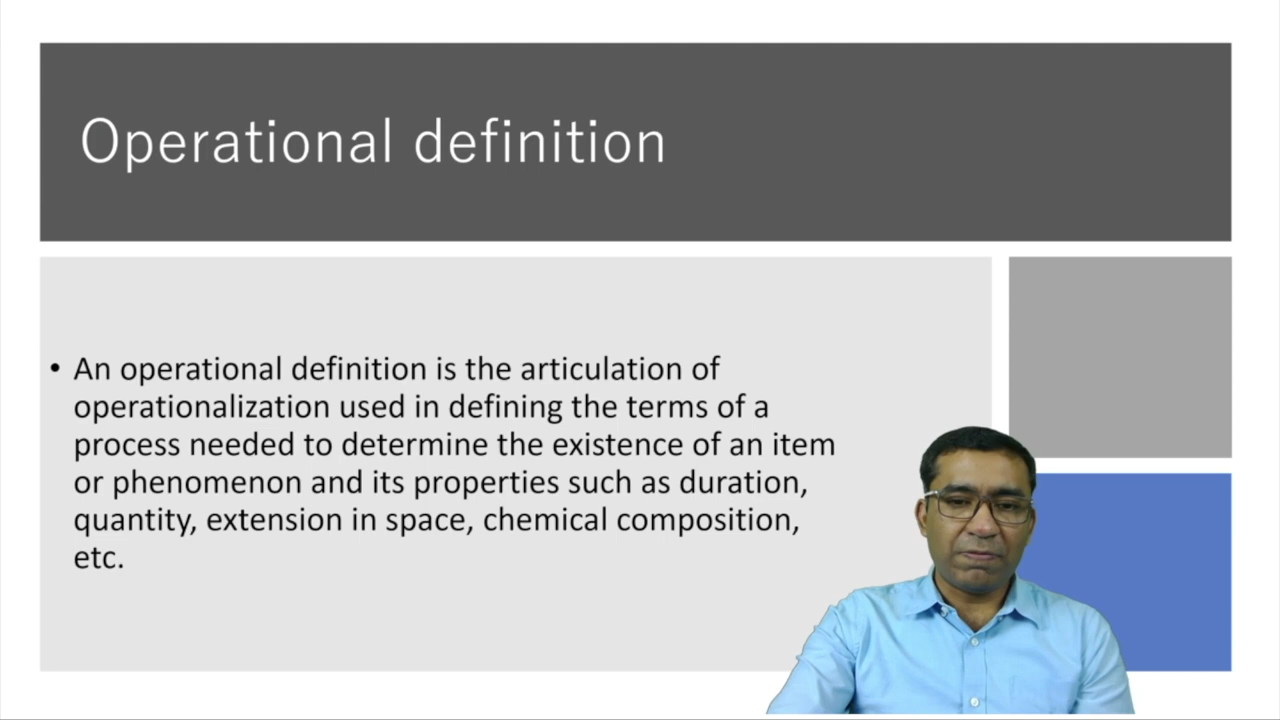 Operational definition
• An operational definition is the articulation of
operationalization used in defining the terms of a
process needed to determine the existence of an item
or phenomenon and its properties such as duration,
quantity, extension in space, chemical composition,
etc.